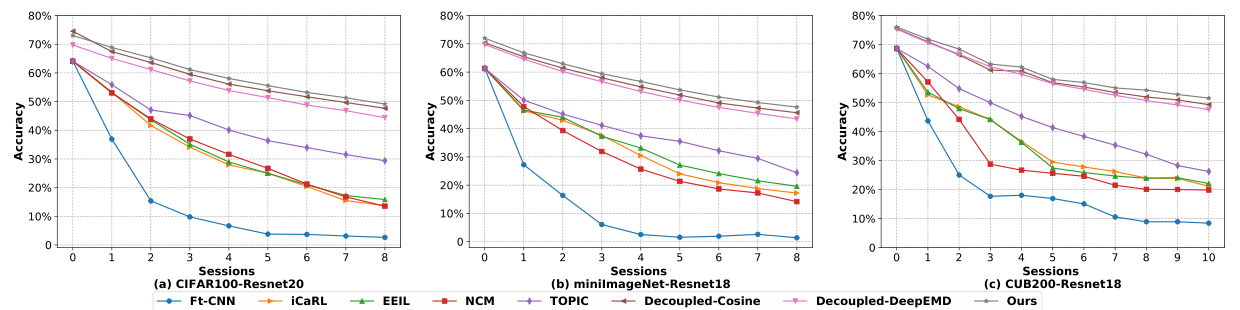 80%
70%
60%
50%
40%
30%
20%
10%
0
Accuracy
0 1 2 3 4 5 6 7 8
Sessions
(a) CIFAR100-Resnet20
80%
70%
60%
50%
40%
30%
20%
10%
0
Accuracy
0 1 2 3 4 5 6 7 8
Sessions
(b) miniImageNet-Resnet18
80%
70%
60%
50%
40%
30%
20%
10%
0
Accuracy
0 1 2 3 4 5 6 7 8 9 10
Sessions
(c) CUB200-Resnet18
Ft-CNN iCaRL EEIL NCM TOPIC Decoupled-Cosine Decoupled-DeepEMD Ours